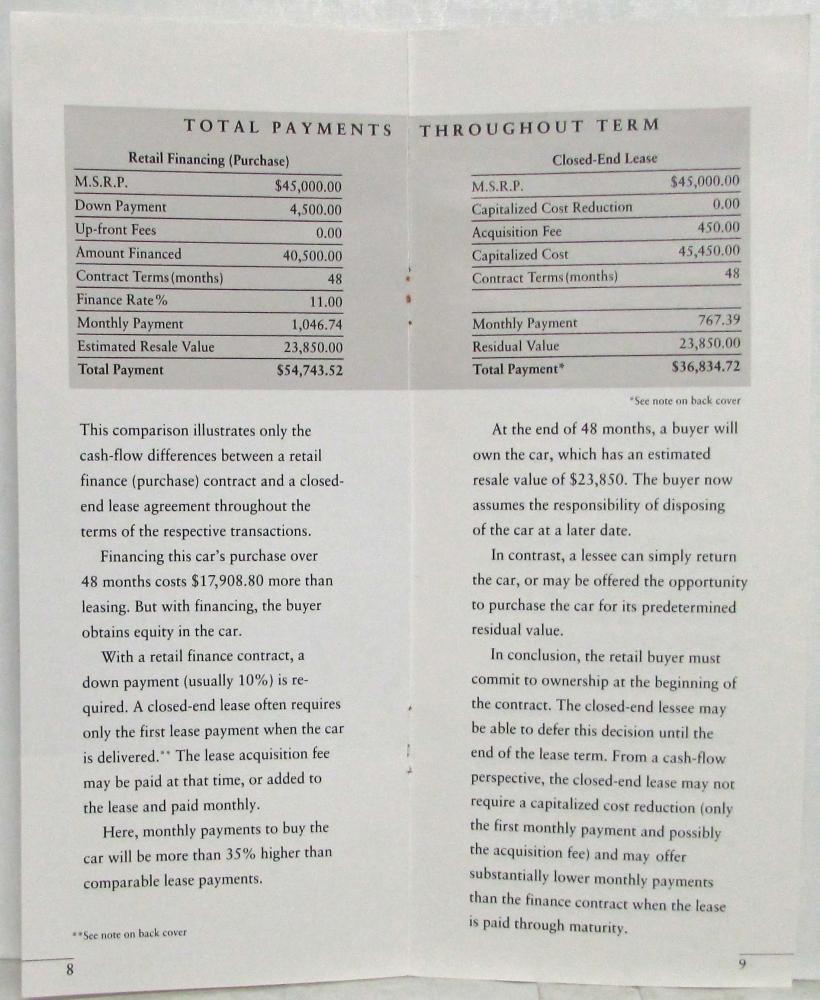 TOTAL PAYMENTS THROUGHOUT TERM
Retail Financing (Purchase)
M.S.R.P. $45,000.00
Down Payment 4,500.00
Up-front Fees 0.00
Amount Financed 40,500.00
Contract Terms (months) 48
Finance Rate % 11.00
Monthly Payment 1,046.74
Estimated Resale Value 23,850.00
Total Payment $54,743.52
This comparison illustrates only the
cash-flow differences between a retail
finance (purchase) contract and a closed-
end lease agreement throughout the
terms of the respective transactions.
Financing this car's purchase over
48 months costs $17,908.80 more than
leasing. But with financing, the buyer
obtains equity in the car.
With a retail finance contract, a
down payment (usually 10%) is re-
quired. A closed-end lease often requires
only the first lease payment when the car
is delivered.** The lease acquisition fee
may be paid at that time, or added to
the lease and paid monthly.
Here, monthly payments to buy the
car will be more than 35% higher than
comparable lease payments.
**See note on back cover
8
Closed-End Lease
M.S.R.P. $45,000.00
Capitalized Cost Reduction 0.00
Acquisition Fee 450.00
Capitalized Cost 45,450.00
Contract Terms (months) 48
Monthly Payment 767.39
Residual Value 23,850.00
Total Payment* $36,834.72
*See note on back cover
At the end of 48 months, a buyer will
own the car, which has an estimated
resale value of $23,850. The buyer now
assumes the responsibility of disposing
of the car at a later date.
In contrast, a lessee can simply return
the car, or may be offered the opportunity
to purchase the car for its predetermined
residual value.
In conclusion, the retail buyer must
commit to ownership at the beginning of
the contract. The closed-end lessee may
be able to defer this decision until the
end of the lease term. From a cash-flow
perspective, the closed-end lease may not
require a capitalized cost reduction (only
the first monthly payment and possibly
the acquisition fee) and may offer
substantially lower monthly payments
than the finance contract when the lease
is paid through maturity.
9